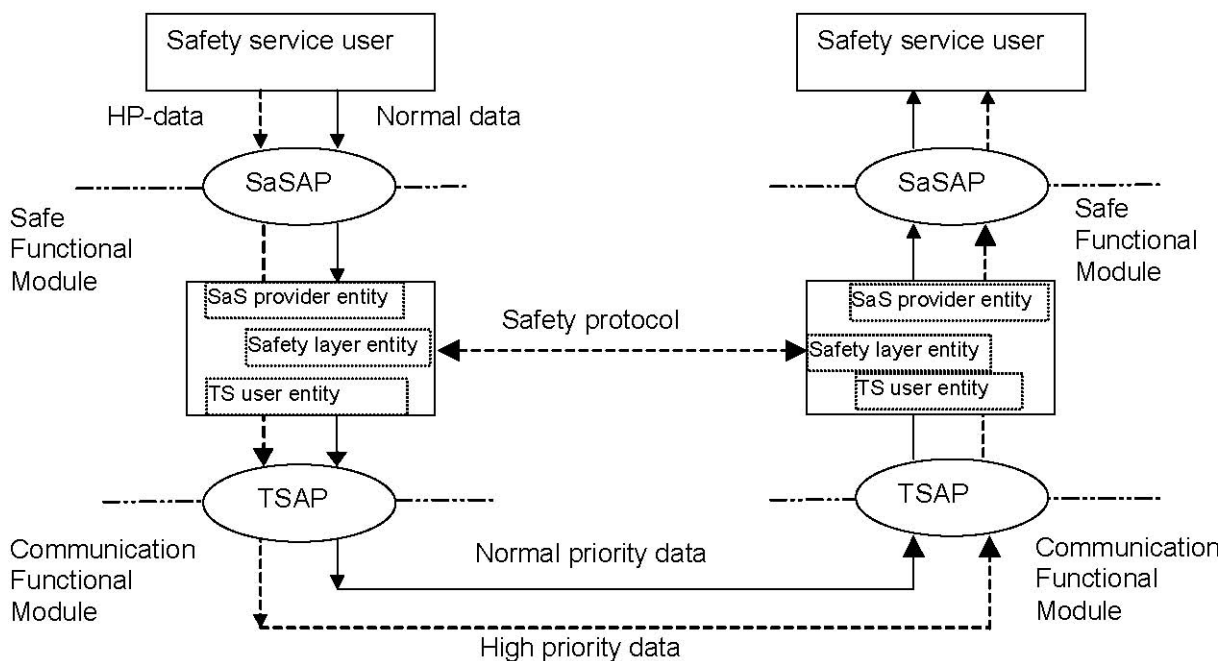 Safety service user
Safety service user
HP-data
Normal data
SaSAP
SaSAP
Safe
Functional
Module
Safe
Functional
Module
SaS provider entity
SaS provider entity
Safety protocol
Safety layer entity
Safety layer entity
TS user entity
TS user entity
TSAP
TSAP
Communication
Functional
Module
Normal priority data
Communication
Functional
Module
High priority data